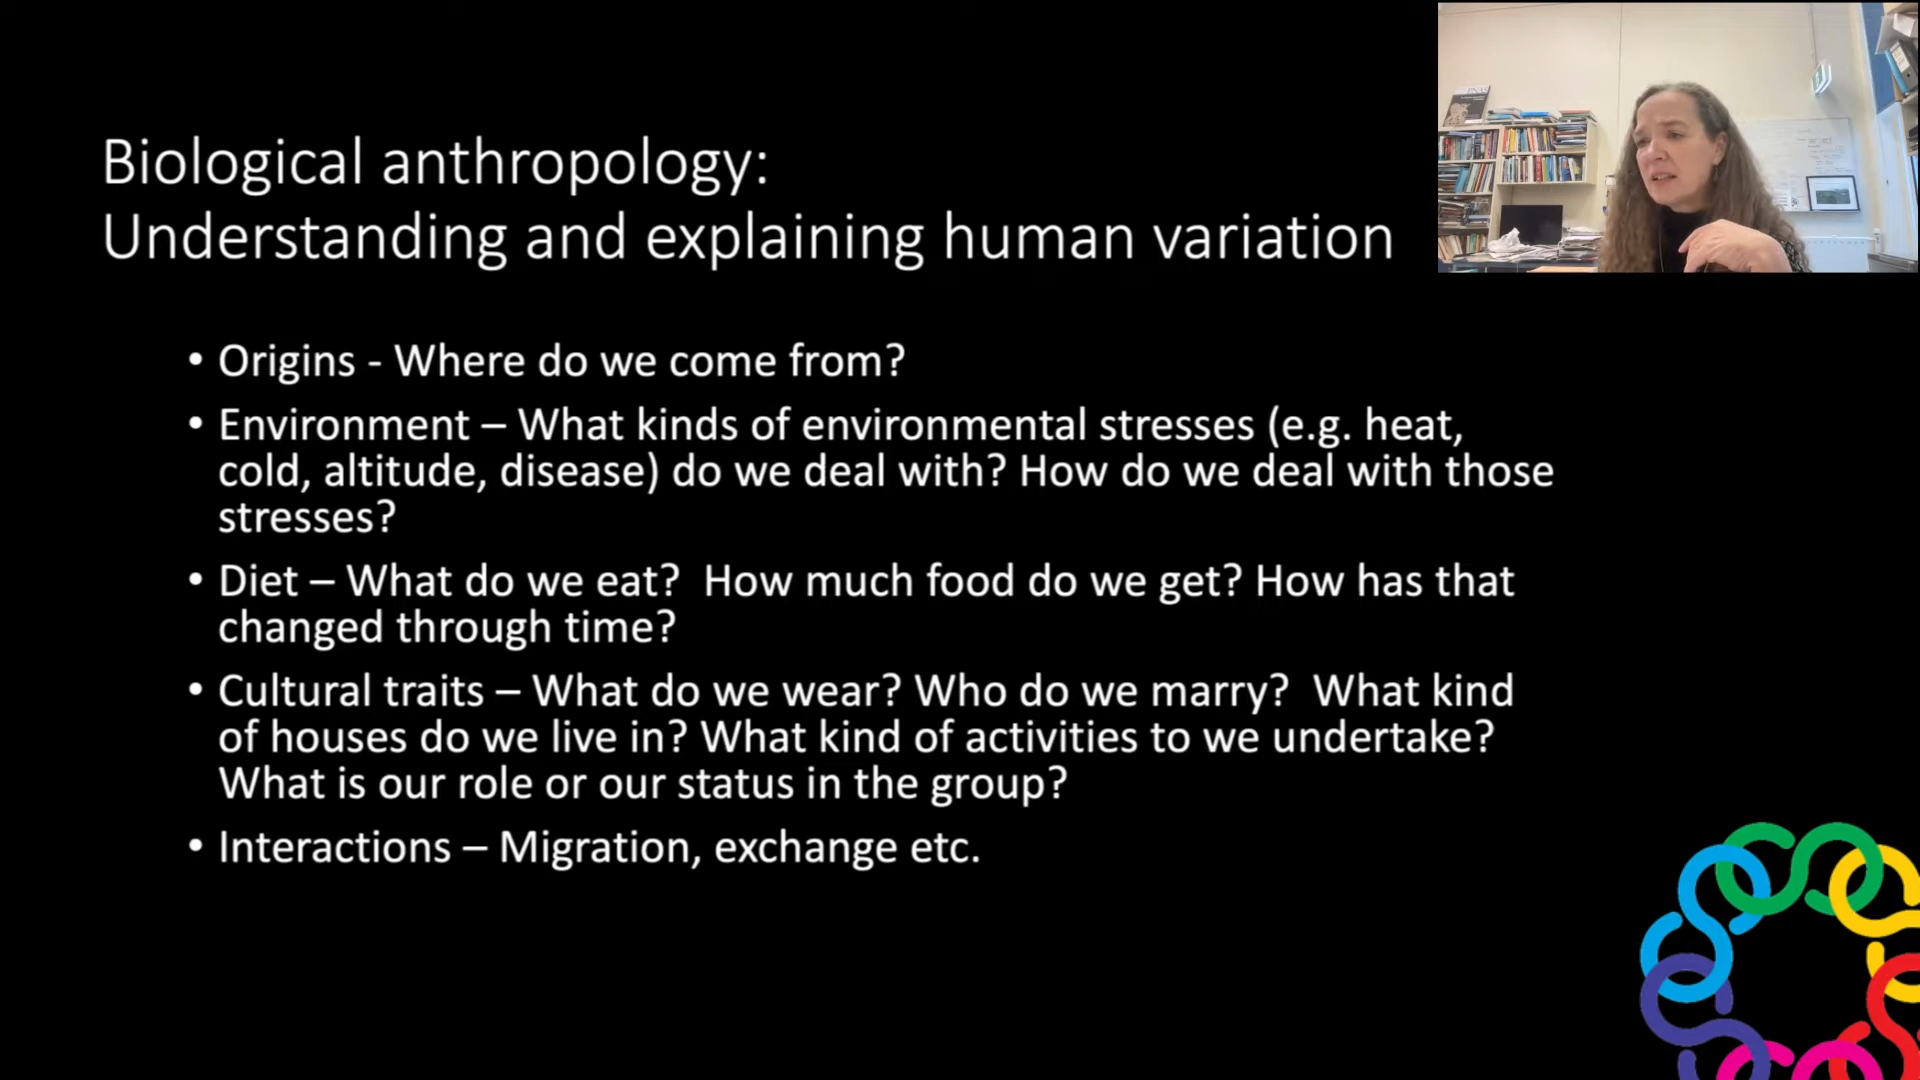 Biological anthropology:
Understanding and explaining human variation
• Origins - Where do we come from?
• Environment – What kinds of environmental stresses (e.g. heat,
cold, altitude, disease) do we deal with? How do we deal with those
stresses?
• Diet – What do we eat?  How much food do we get? How has that
changed through time?
• Cultural traits – What do we wear? Who do we marry?  What kind
of houses do we live in? What kind of activities to we undertake?
What is our role or our status in the group?
• Interactions – Migration, exchange etc.